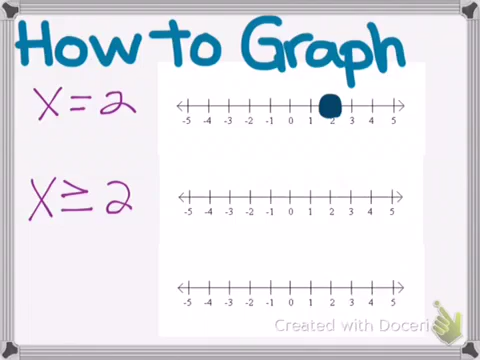 How to Graph
x = 2
-5 -4 -3 -2 -1 0 1 2 3 4 5
x ≥ 2
-5 -4 -3 -2 -1 0 1 2 3 4 5
-5 -4 -3 -2 -1 0 1 2 3 4 5
Created with Doceri